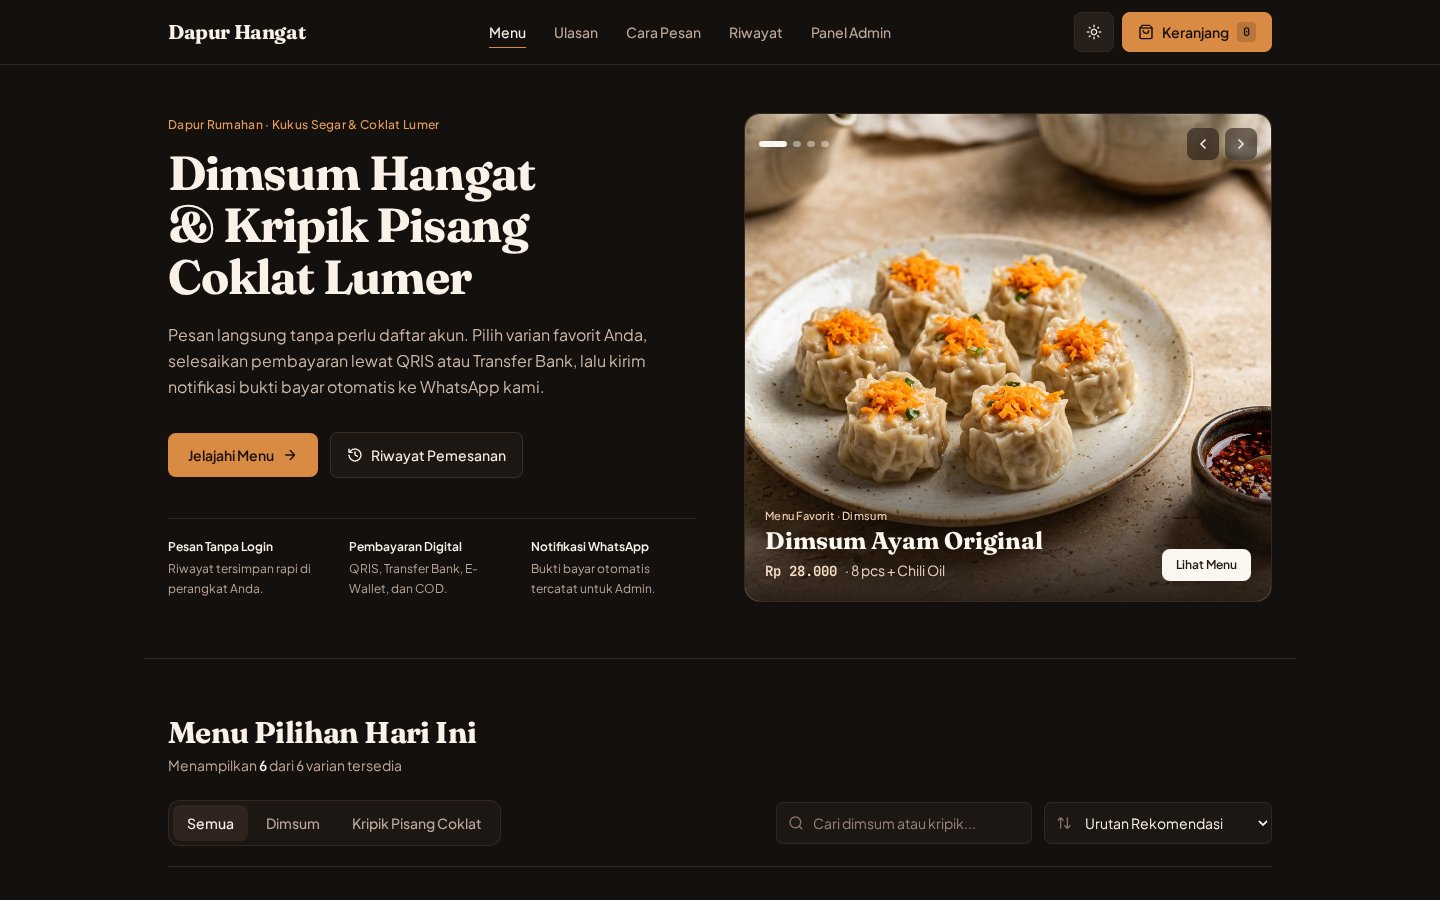 Dapur Hangat
Menu
Ulasan
Cara Pesan
Riwayat
Panel Admin
Keranjang 0
Dapur Rumahan · Kukus Segar & Coklat Lumer
Dimsum Hangat
& Kripik Pisang
Coklat Lumer
Pesan langsung tanpa perlu daftar akun. Pilih varian favorit Anda,
selesaikan pembayaran lewat QRIS atau Transfer Bank, lalu kirim
notifikasi bukti bayar otomatis ke WhatsApp kami.
Jelajahi Menu
Riwayat Pemesanan
Pesan Tanpa Login
Riwayat tersimpan rapi di
perangkat Anda.
Pembayaran Digital
QRIS, Transfer Bank, E-
Wallet, dan COD.
Notifikasi WhatsApp
Bukti bayar otomatis
tercatat untuk Admin.
Menu Favorit · Dimsum
Dimsum Ayam Original
Rp 28.000 · 8 pcs + Chili Oil
Lihat Menu
Menu Pilihan Hari Ini
Menampilkan 6 dari 6 varian tersedia
Semua
Dimsum
Kripik Pisang Coklat
Cari dimsum atau kripik...
Urutan Rekomendasi